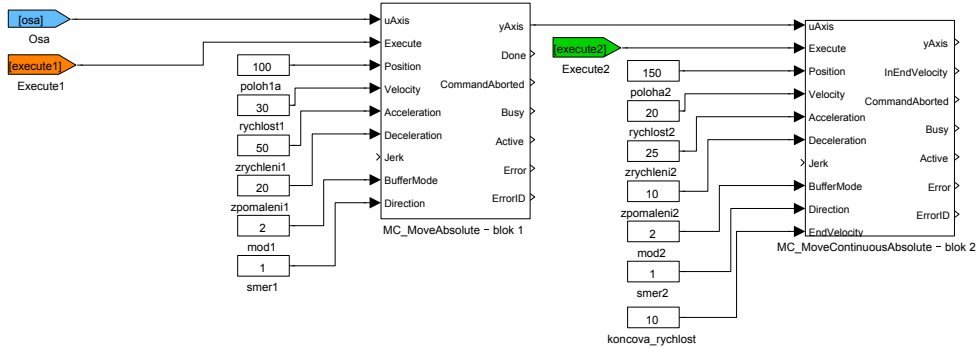 [osa]
Osa
[execute1]
Execute1
100
poloh1a
30
rychlost1
50
zrychleni1
20
zpomaleni1
2
mod1
1
smer1
uAxis
Execute
Position
Velocity
Acceleration
Deceleration
Jerk
BufferMode
Direction
yAxis
Done
CommandAborted
Busy
Active
Error
ErrorID
MC_MoveAbsolute − blok 1
[execute2]
Execute2
150
poloha2
20
rychlost2
25
zrychleni2
10
zpomaleni2
2
mod2
1
smer2
10
koncova_rychlost
uAxis
Execute
Position
Velocity
Acceleration
Deceleration
Jerk
BufferMode
Direction
EndVelocity
yAxis
InEndVelocity
CommandAborted
Busy
Active
Error
ErrorID
MC_MoveContinuousAbsolute − blok 2